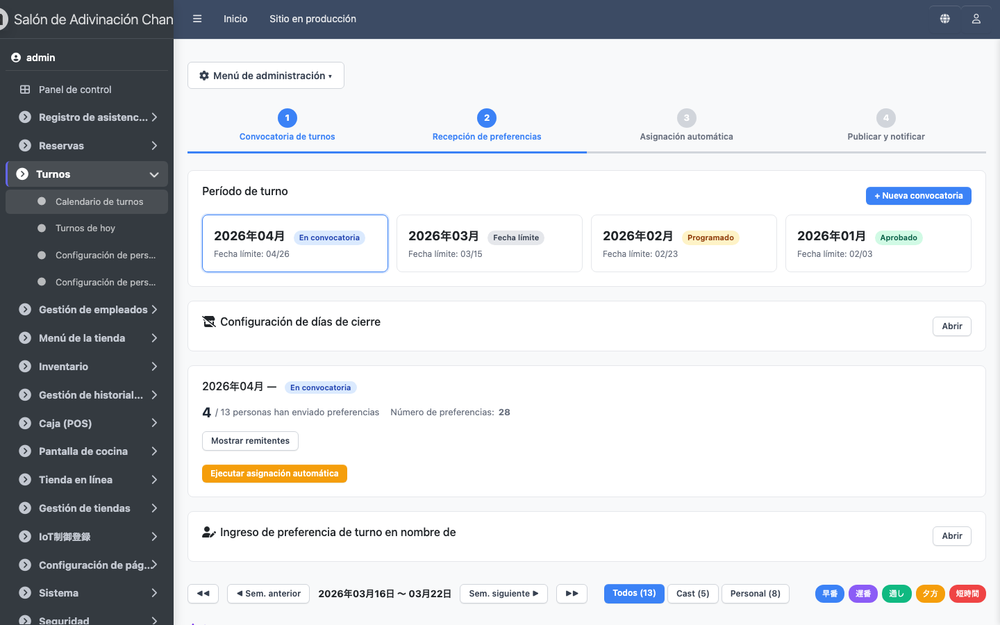 Salón de Adivinación Chan
Inicio
Sitio en producción
admin
Panel de control
Registro de asistenc...
Reservas
Turnos
Calendario de turnos
Turnos de hoy
Configuración de pers...
Configuración de pers...
Gestión de empleados
Menú de la tienda
Inventario
Gestión de historial...
Caja (POS)
Pantalla de cocina
Tienda en línea
Gestión de tiendas
IoT制御登録
Configuración de pág...
Sistema
Seguridad
Menú de administración ▾
1
Convocatoria de turnos
2
Recepción de preferencias
3
Asignación automática
4
Publicar y notificar
Período de turno
+ Nueva convocatoria
2026年04月 En convocatoria
Fecha límite: 04/26
2026年03月 Fecha límite
Fecha límite: 03/15
2026年02月 Programado
Fecha límite: 02/23
2026年01月 Aprobado
Fecha límite: 02/03
Configuración de días de cierre
Abrir
2026年04月 — En convocatoria
4 / 13 personas han enviado preferencias Número de preferencias: 28
Mostrar remitentes
Ejecutar asignación automática
Ingreso de preferencia de turno en nombre de
Abrir
◀◀ ◀ Sem. anterior 2026年03月16日 〜 03月22日 Sem. siguiente ▶ ▶▶ Todos (13) Cast (5) Personal (8) 早番 遅番 通し 夕方 短時間